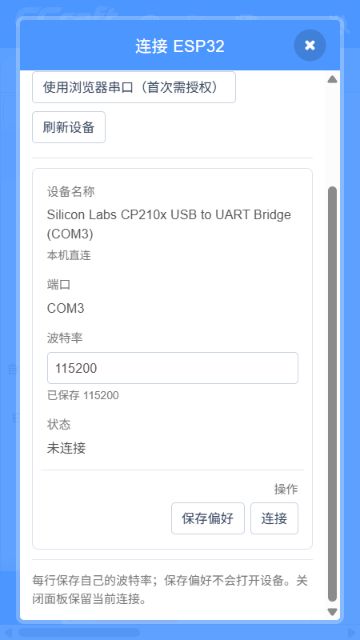 连接 ESP32
使用浏览器串口（首次需授权）
刷新设备
设备名称
Silicon Labs CP210x USB to UART Bridge
(COM3)
本机直连
端口
COM3
波特率
115200
已保存 115200
状态
未连接
操作
保存偏好
连接
每行保存自己的波特率；保存偏好不会打开设备。关
闭面板保留当前连接。